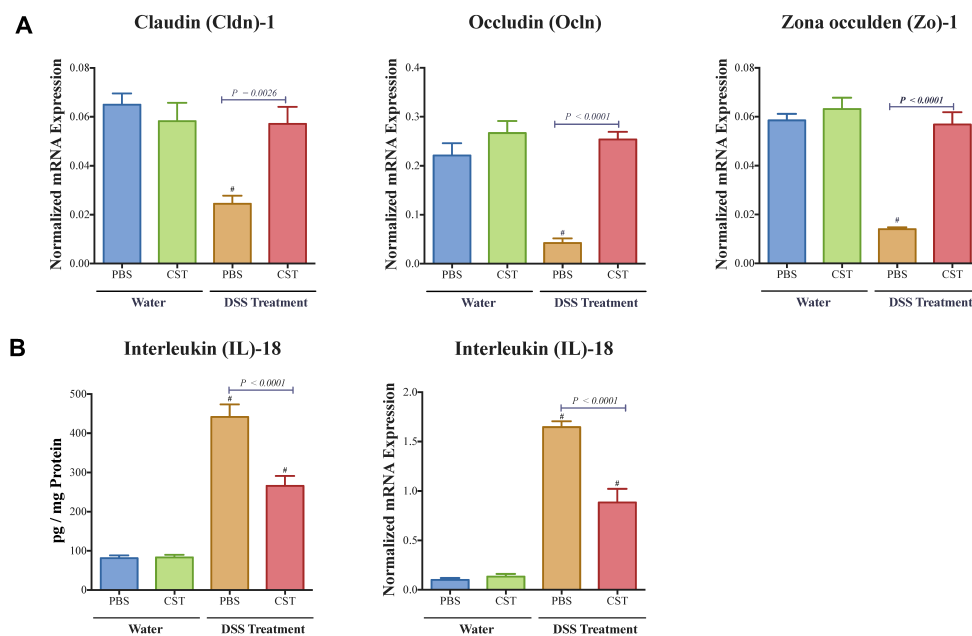 A
Claudin (Cldn)-1
Normalized mRNA Expression
0.08
0.06
0.04
0.02
0.00
P = 0.0026
#
PBS
CST
PBS
CST
Water
DSS Treatment
Occludin (Ocln)
Normalized mRNA Expression
0.4
0.3
0.2
0.1
0.0
P < 0.0001
#
PBS
CST
PBS
CST
Water
DSS Treatment
Zona occulden (Zo)-1
Normalized mRNA Expression
0.08
0.06
0.04
0.02
0.00
P < 0.0001
#
PBS
CST
PBS
CST
Water
DSS Treatment
B
Interleukin (IL)-18
pg / mg Protein
500
400
300
200
100
0
P < 0.0001
#
#
PBS
CST
PBS
CST
Water
DSS Treatment
Interleukin (IL)-18
Normalized mRNA Expression
2.0
1.5
1.0
0.5
0.0
P < 0.0001
#
#
PBS
CST
PBS
CST
Water
DSS Treatment